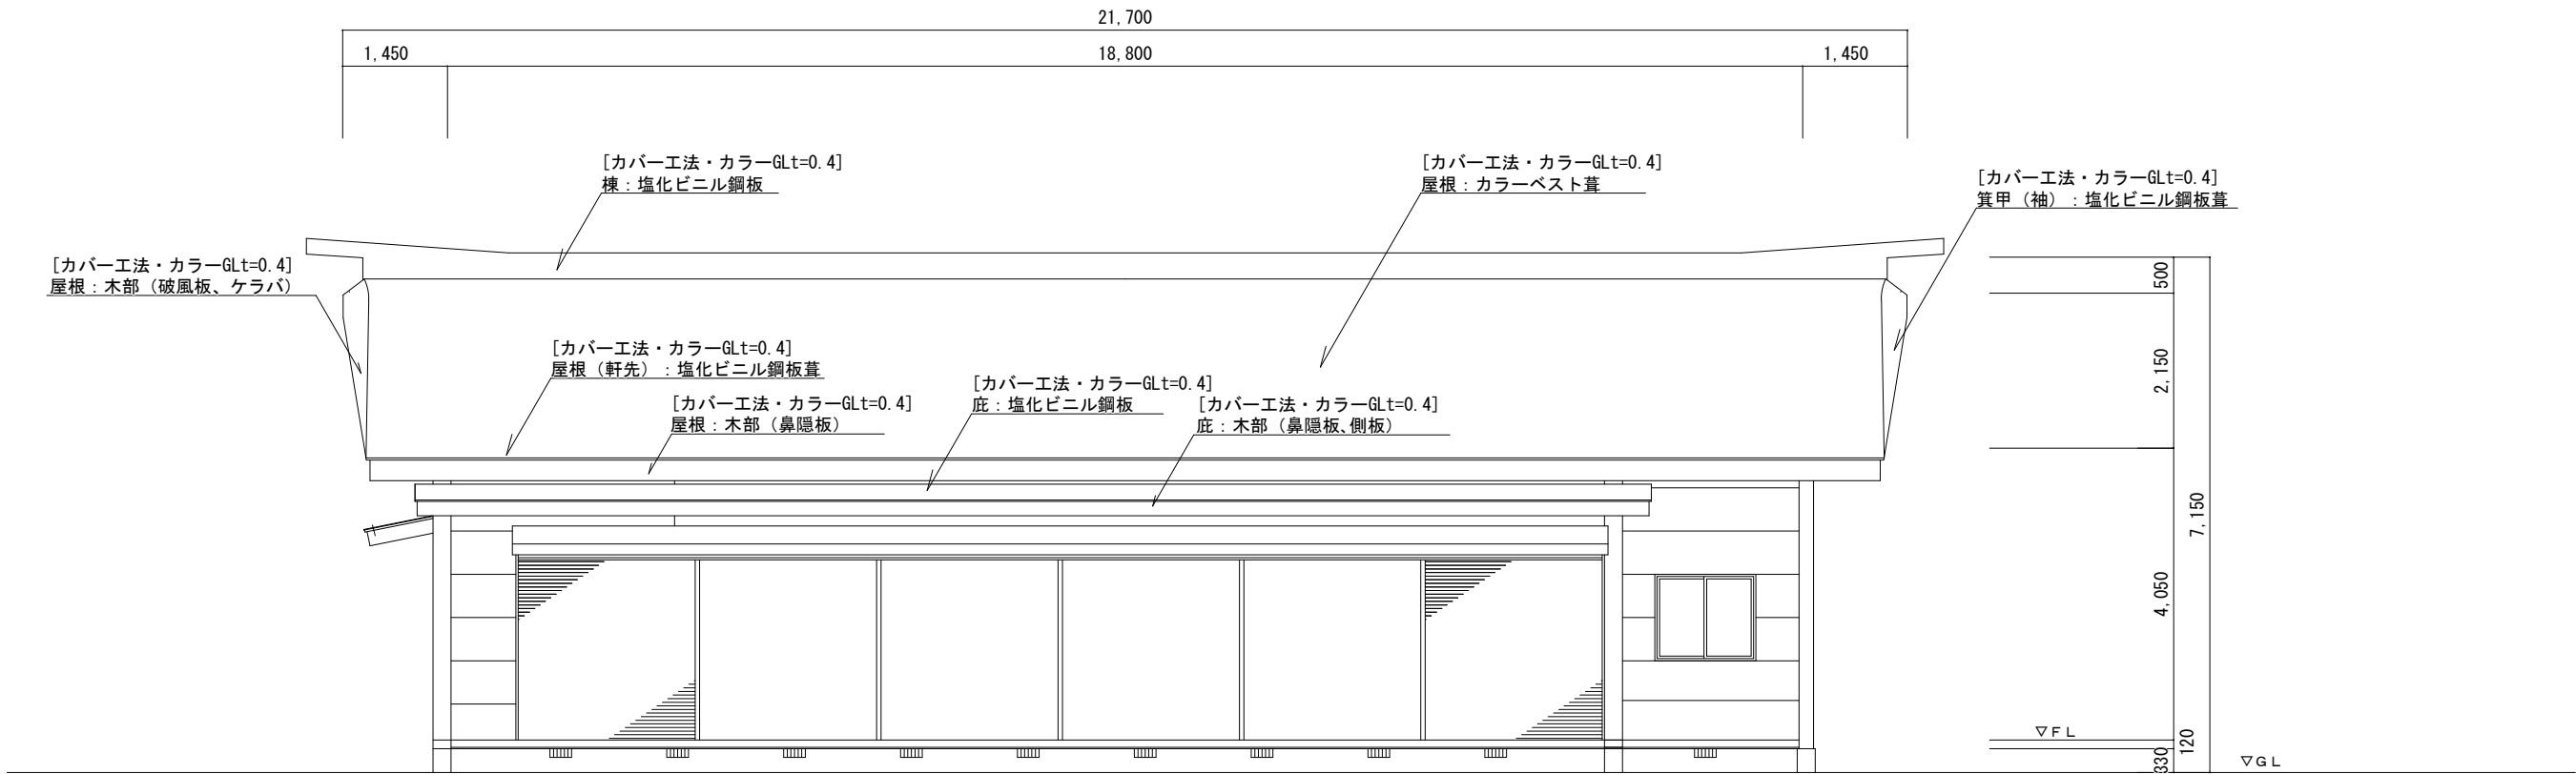 21,700
1,450
18,800
1,450
[カバー工法・カラーGLt=0.4]
棟：塩化ビニル鋼板
[カバー工法・カラーGLt=0.4]
屋根：カラーベスト葺
[カバー工法・カラーGLt=0.4]
箕甲（袖）：塩化ビニル鋼板葺
[カバー工法・カラーGLt=0.4]
屋根：木部（破風板、ケラバ）
[カバー工法・カラーGLt=0.4]
屋根（軒先）：塩化ビニル鋼板葺
[カバー工法・カラーGLt=0.4]
屋根：木部（鼻隠板）
[カバー工法・カラーGLt=0.4]
庇：塩化ビニル鋼板
[カバー工法・カラーGLt=0.4]
庇：木部（鼻隠板､側板）
500
2,150
7,150
4,050
▽ＦＬ
120
330
▽ＧＬ